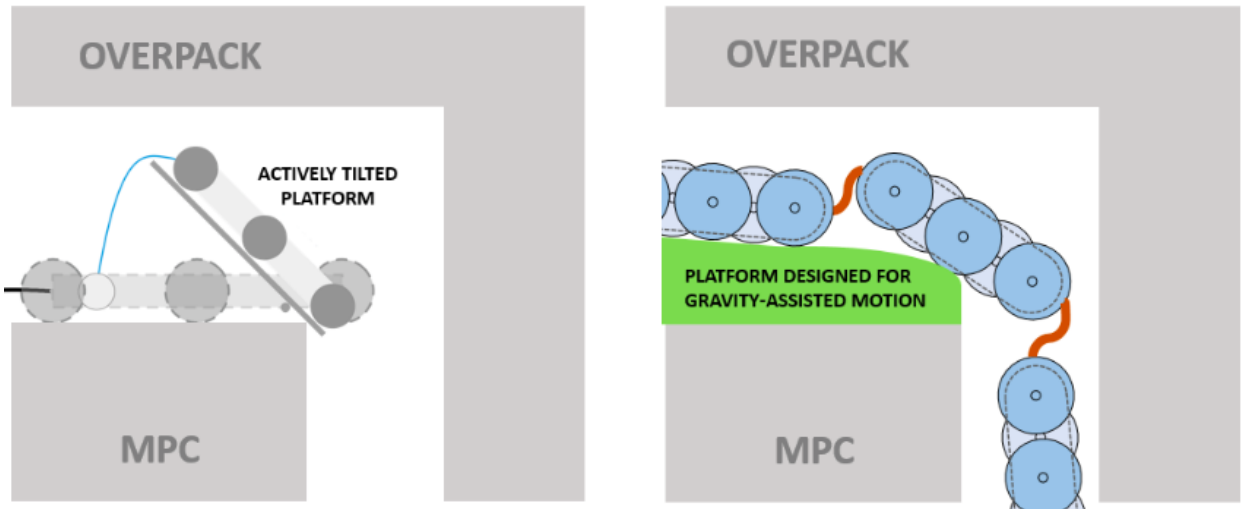 OVERPACK
ACTIVELY TILTED
PLATFORM
MPC
OVERPACK
PLATFORM DESIGNED FOR
GRAVITY-ASSISTED MOTION
MPC